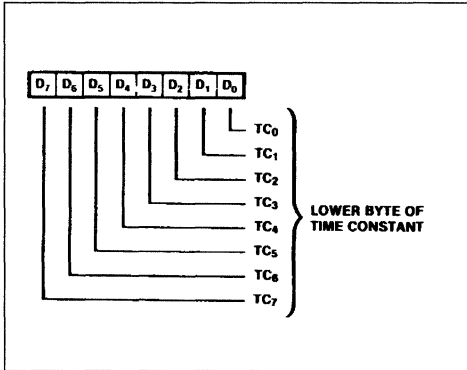 D7 D6 D5 D4 D3 D2 D1 D0
TC0
TC1
TC2
TC3
LOWER BYTE OF
TIME CONSTANT
TC4
TC5
TC6
TC7